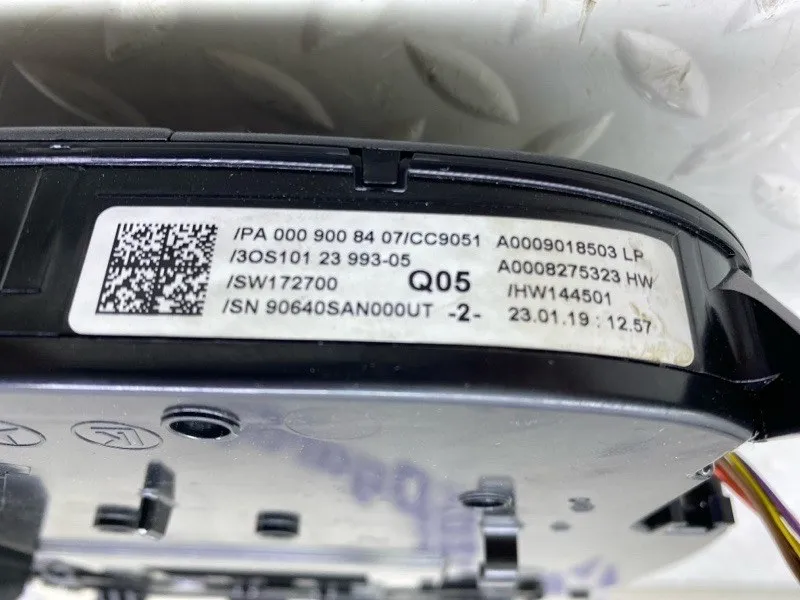 /PA 000 900 84 07/CC9051 A0009018503 LP
/3OS101 23 993-05 A0008275323 HW
/SW172700 Q05 /HW144501
/SN 90640SAN000UT -2- 23.01.19 : 12.57